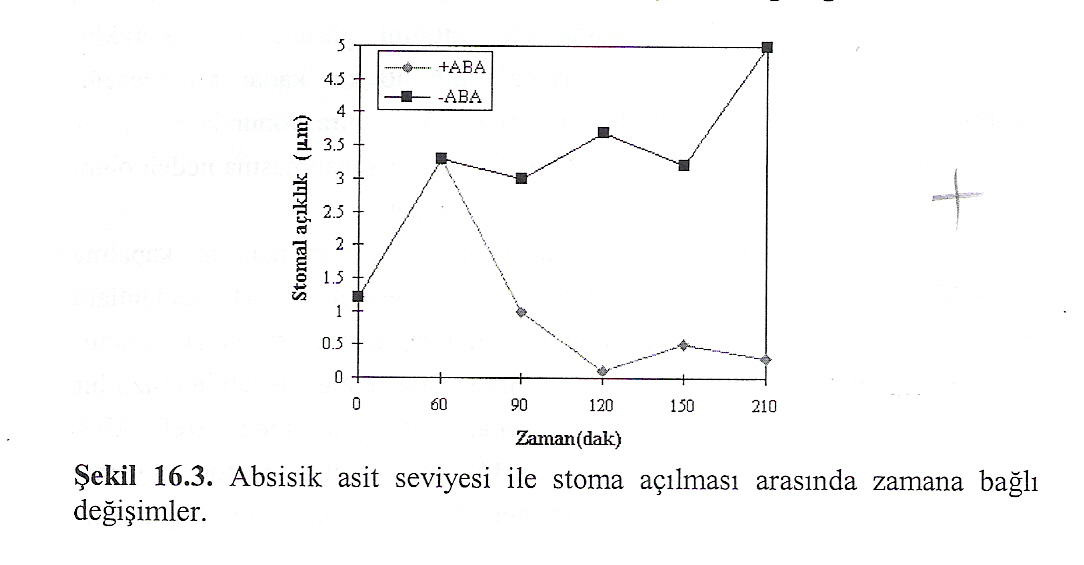 5
4.5
4
3.5
3
2.5
2
1.5
1
0.5
0
Stomal açıklık (µm)
+ABA
-ABA
0 60 90 120 150 210
Zaman(dak)
Şekil 16.3. Absisik asit seviyesi ile stoma açılması arasında zamana bağlı
değişimler.